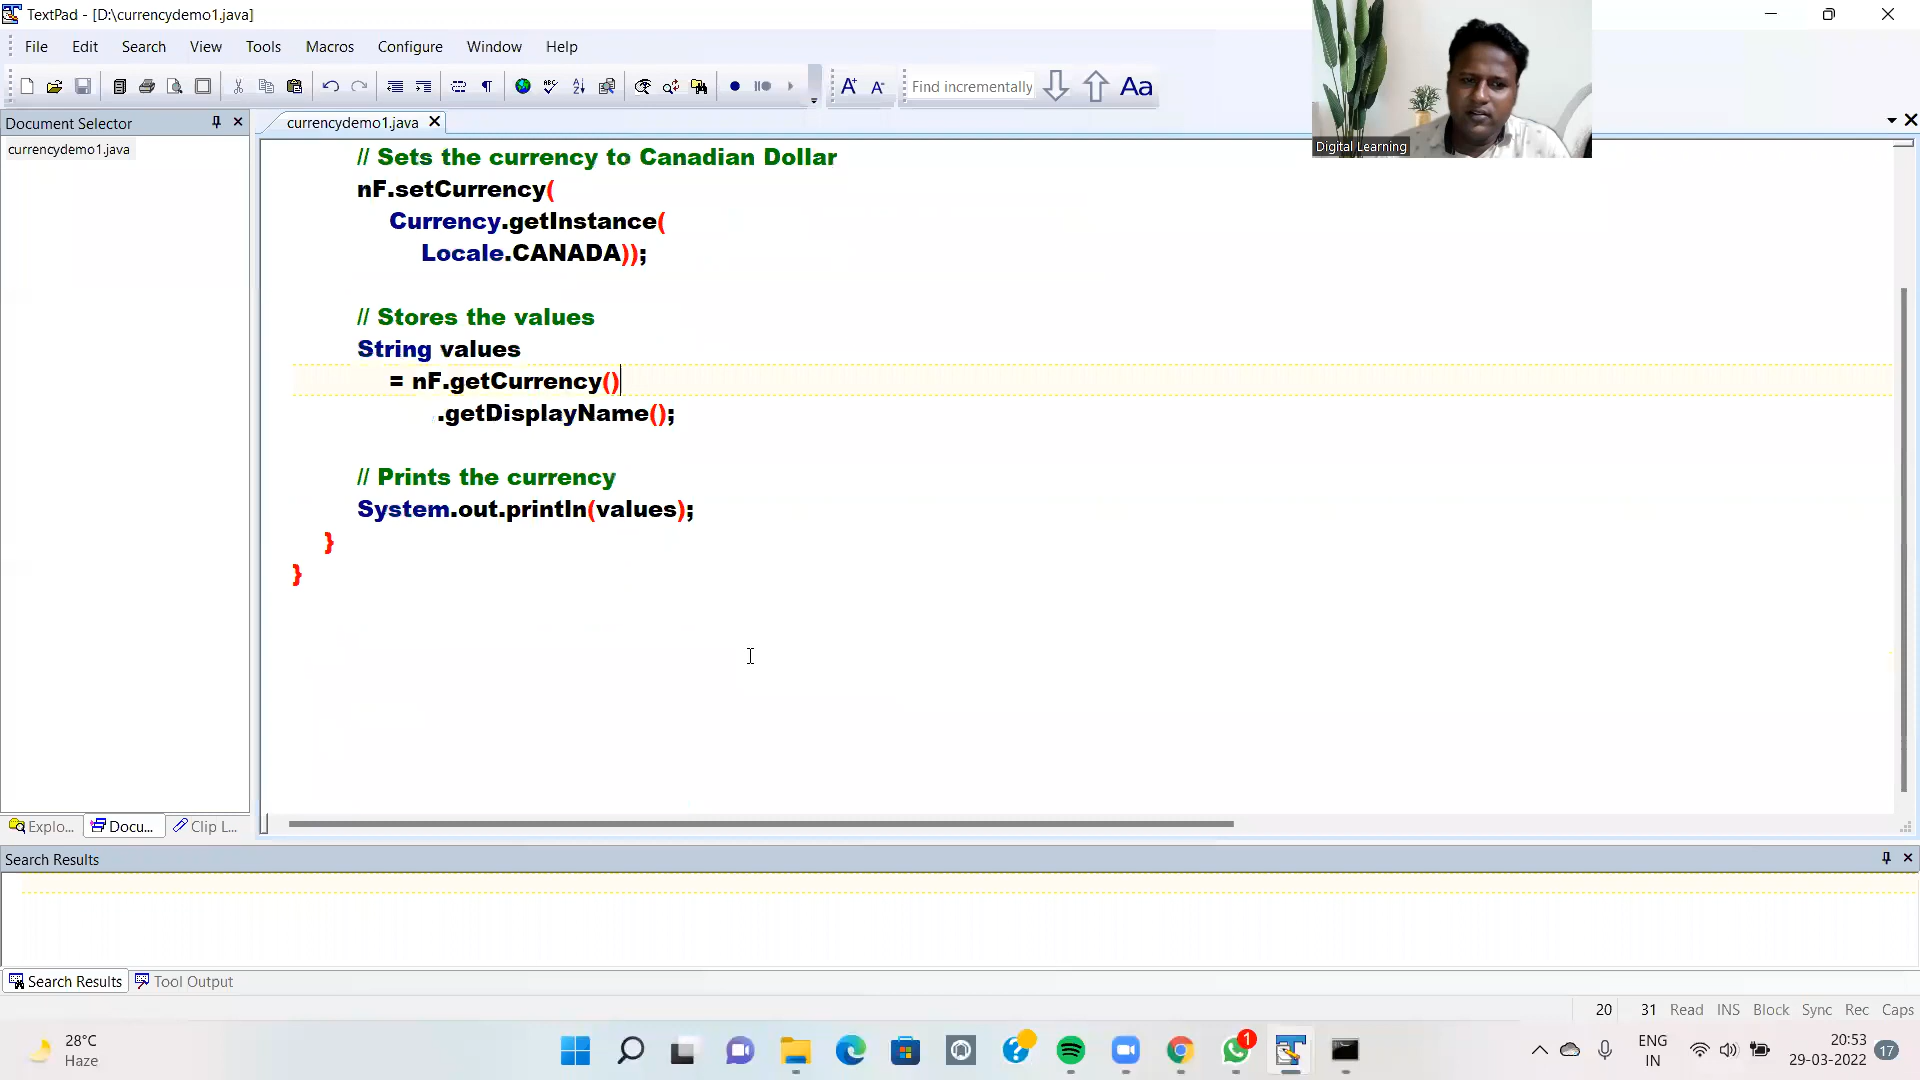 TextPad - [D:\currencydemo1.java]
File Edit Search View Tools Macros Configure Window Help
Find incrementally
Aa
Digital Learning
Document Selector
currencydemo1.java
currencydemo1.java
// Sets the currency to Canadian Dollar
nF.setCurrency(
Currency.getInstance(
Locale.CANADA));
// Stores the values
String values
= nF.getCurrency()
.getDisplayName();
// Prints the currency
System.out.println(values);
}
}
Explo... Docu... Clip L...
Search Results
Search Results Tool Output
20 31 Read INS Block Sync Rec Caps
28°C
Haze
1
ENG
IN
20:53
29-03-2022
17